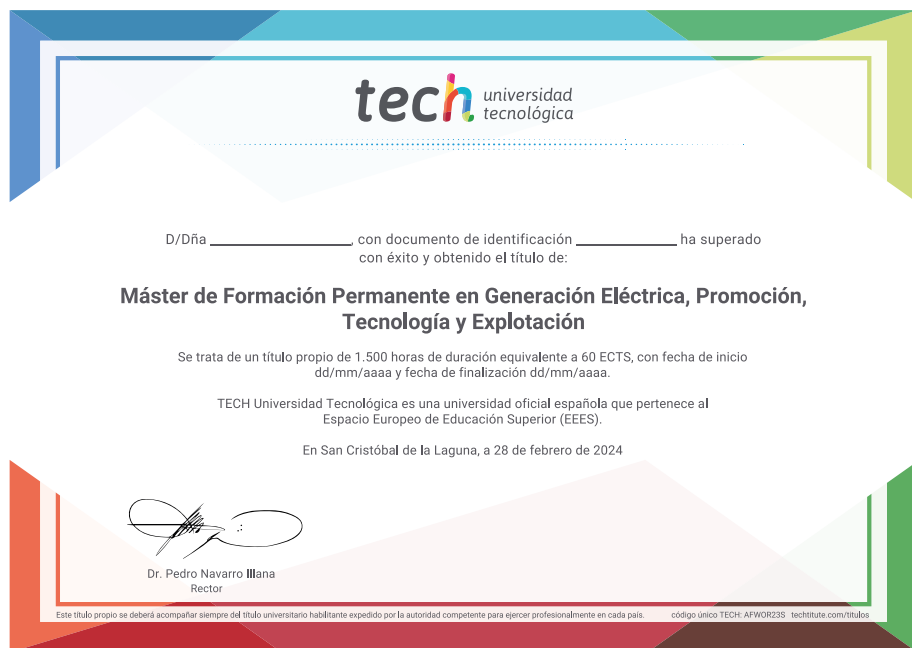 tech universidad
tecnológica
D/Dña ____________________, con documento de identificación ______________ ha superado
con éxito y obtenido el título de:
Máster de Formación Permanente en Generación Eléctrica, Promoción,
Tecnología y Explotación
Se trata de un título propio de 1.500 horas de duración equivalente a 60 ECTS, con fecha de inicio
dd/mm/aaaa y fecha de finalización dd/mm/aaaa.
TECH Universidad Tecnológica es una universidad oficial española que pertenece al
Espacio Europeo de Educación Superior (EEES).
En San Cristóbal de la Laguna, a 28 de febrero de 2024
Dr. Pedro Navarro Illana
Rector
Este título propio se deberá acompañar siempre del título universitario habilitante expedido por la autoridad competente para ejercer profesionalmente en cada país. código único TECH: AFWOR23S techtitute.com/titulos